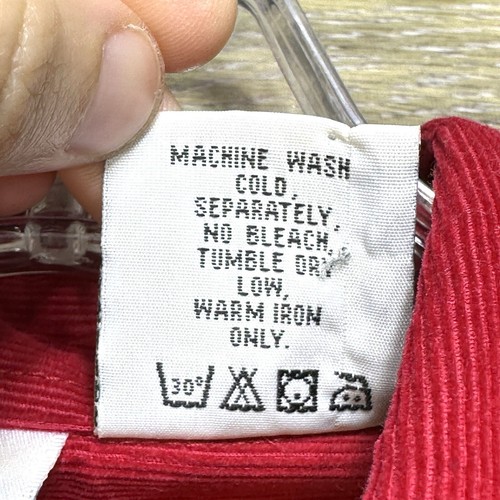 MACHINE WASH
COLD,
SEPARATELY,
NO BLEACH,
TUMBLE DRY
LOW,
WARM IRON
ONLY.
30°